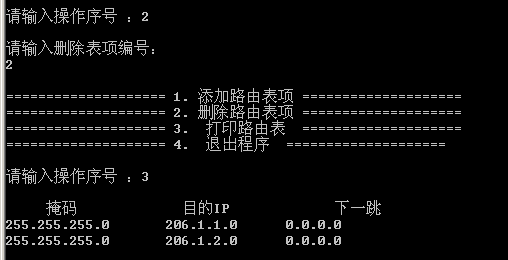 请输入操作序号 ：2
请输入删除表项编号：
2
==================== 1. 添加路由表项 ====================
==================== 2. 删除路由表项 ====================
==================== 3. 打印路由表 ====================
==================== 4. 退出程序 ====================
请输入操作序号 ：3
掩码 目的IP 下一跳
255.255.255.0 206.1.1.0 0.0.0.0
255.255.255.0 206.1.2.0 0.0.0.0